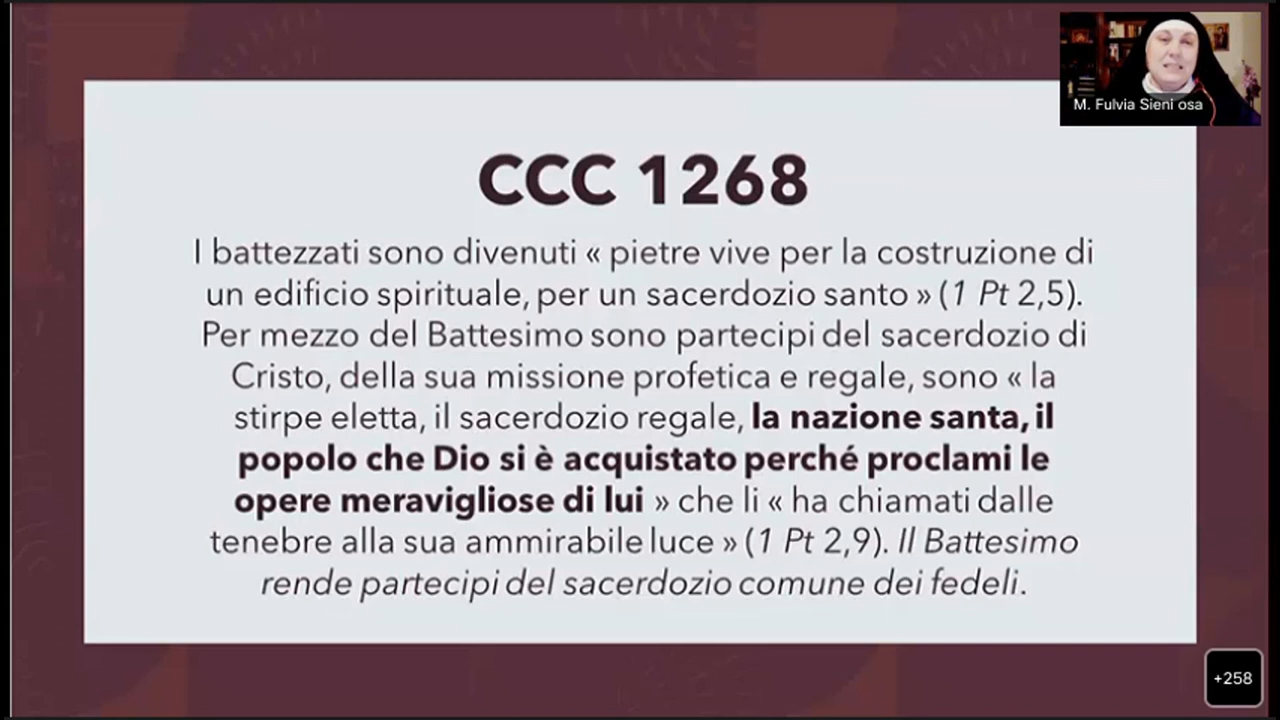 M. Fulvia Sieni osa
CCC 1268
I battezzati sono divenuti « pietre vive per la costruzione di
un edificio spirituale, per un sacerdozio santo » (1 Pt 2,5).
Per mezzo del Battesimo sono partecipi del sacerdozio di
Cristo, della sua missione profetica e regale, sono « la
stirpe eletta, il sacerdozio regale, la nazione santa, il
popolo che Dio si è acquistato perché proclami le
opere meravigliose di lui » che li « ha chiamati dalle
tenebre alla sua ammirabile luce » (1 Pt 2,9). Il Battesimo
rende partecipi del sacerdozio comune dei fedeli.
+258